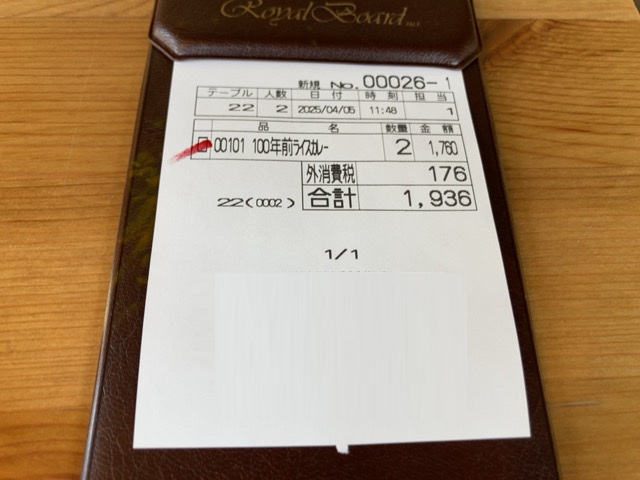 Royal Board
新規 No.00026-1
テーブル 人数 日 付 時 刻 担 当
22 2 2025/04/05 11:48 1
品 名 数量 金 額
00101 100年前ライスカレー 2 1,760
外消費税 176
22(0002) 合計 1,936
1/1